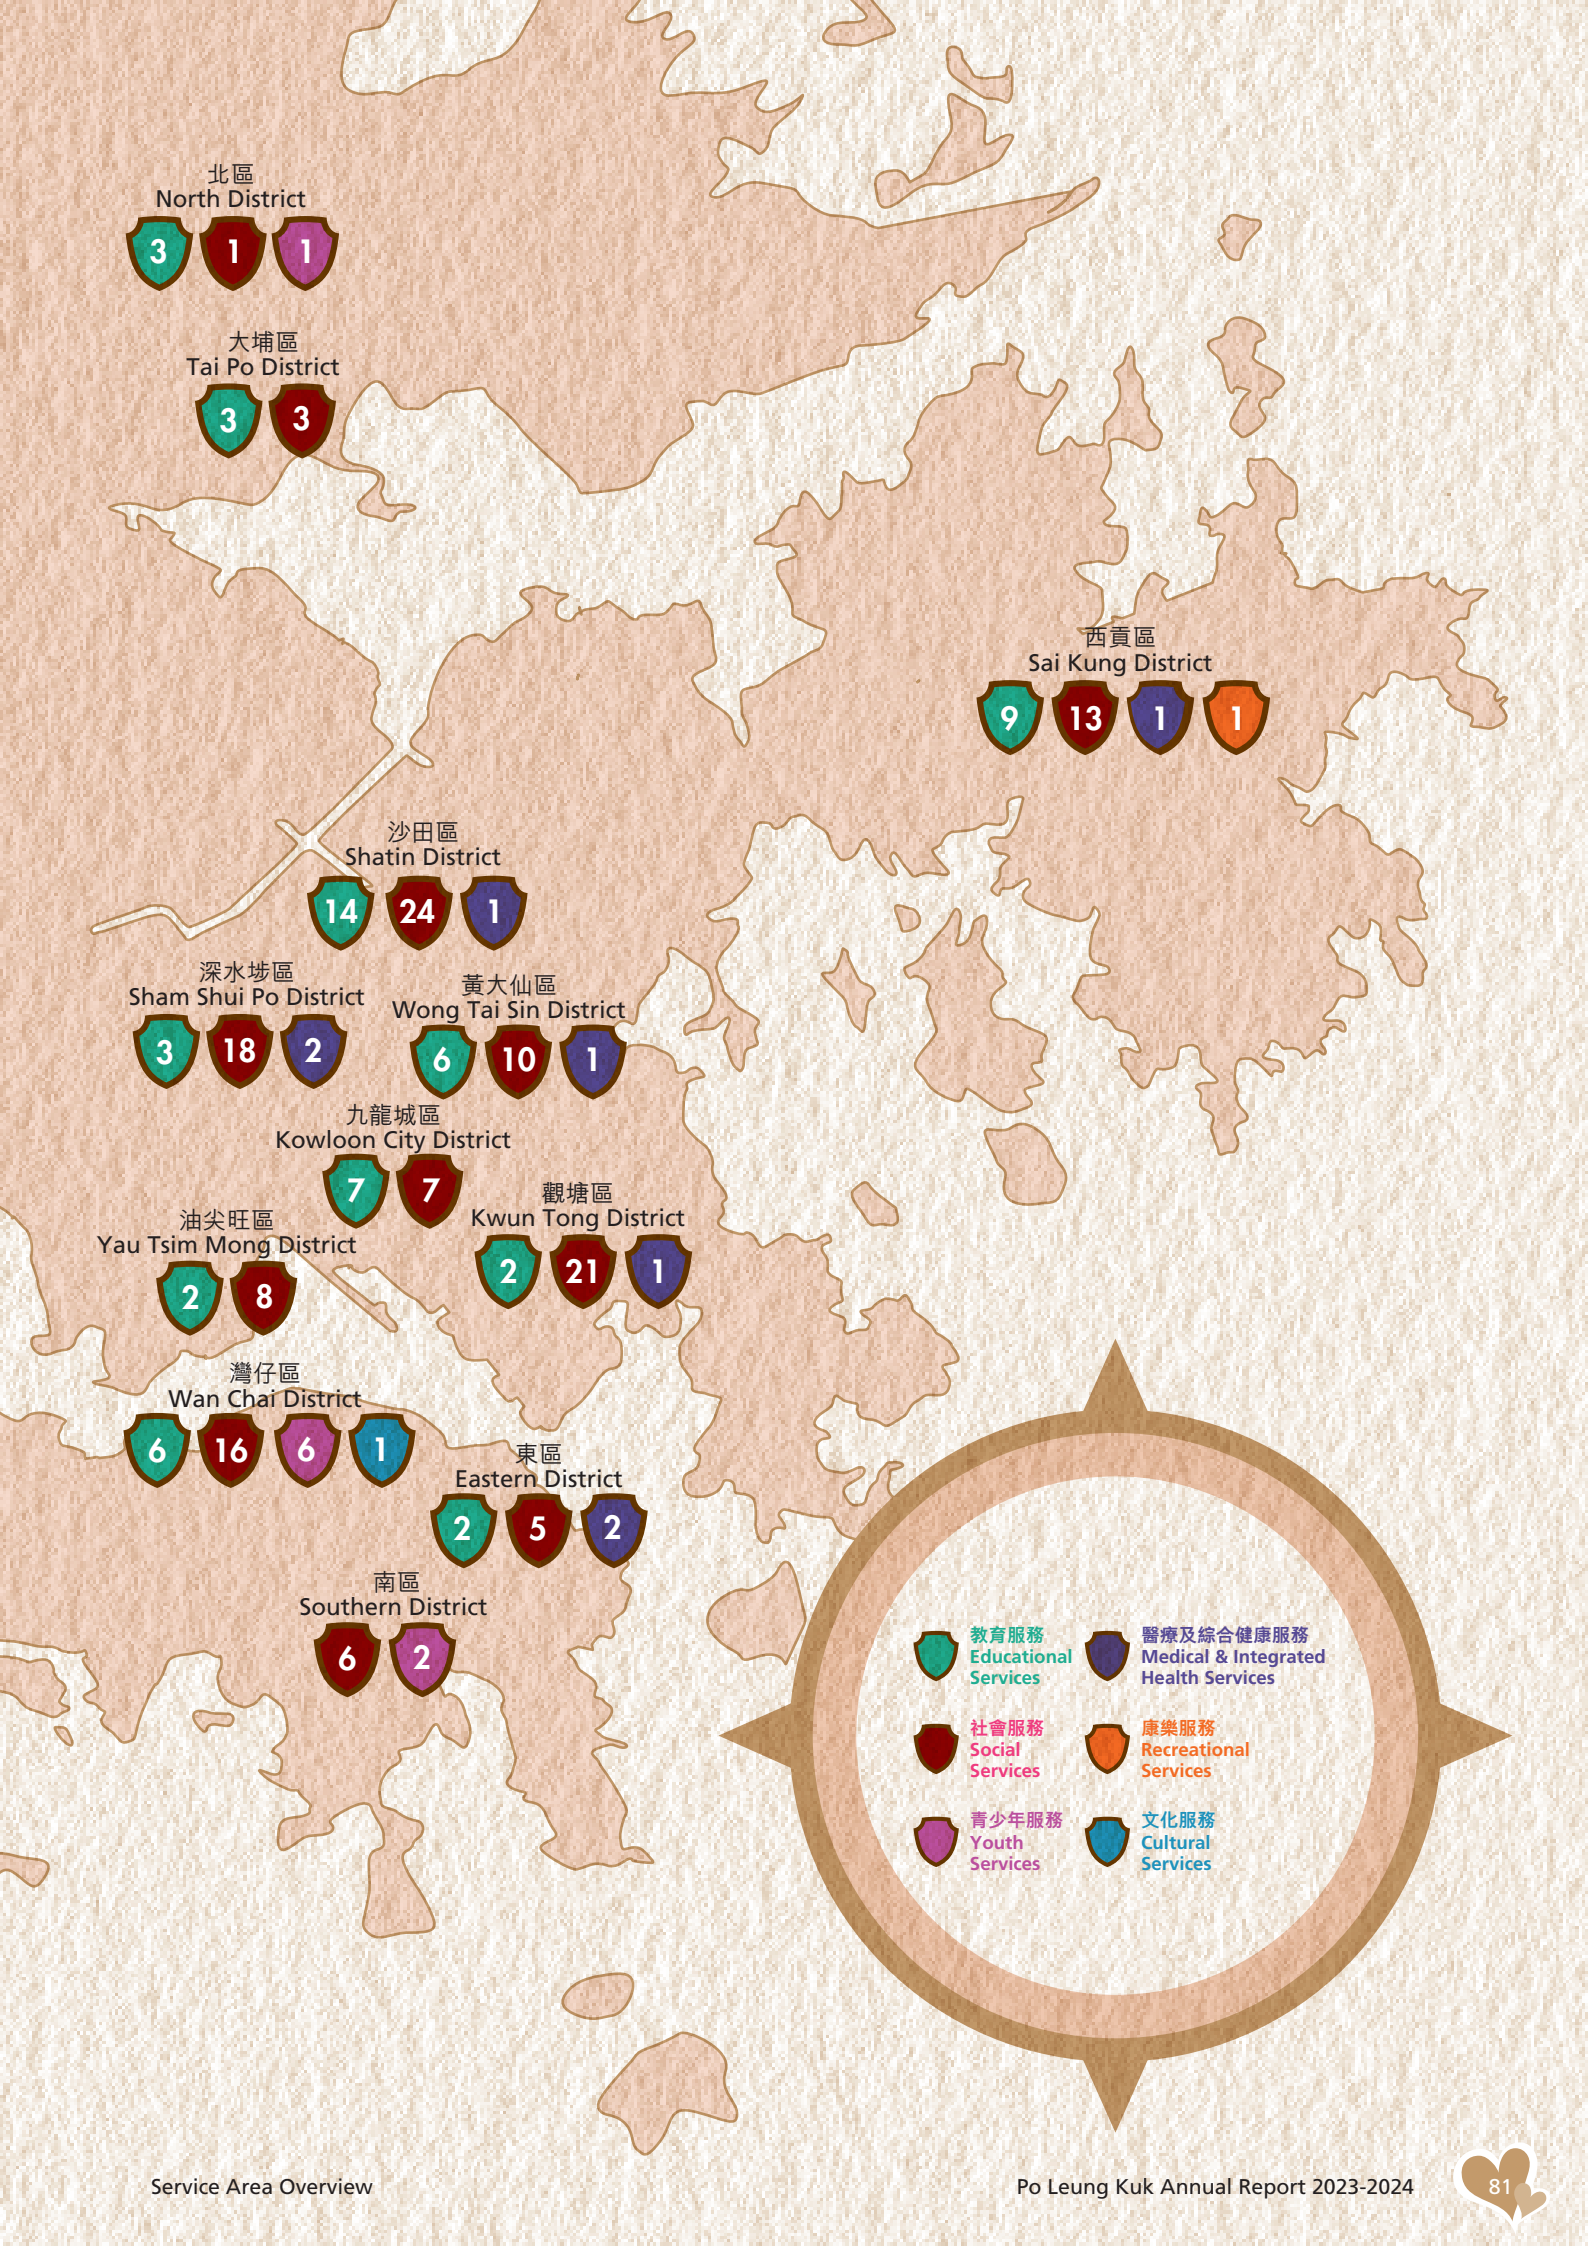 北區
North District
3 1 1
大埔區
Tai Po District
3 3
西貢區
Sai Kung District
9 13 1 1
沙田區
Shatin District
14 24 1
深水埗區
Sham Shui Po District
3 18 2
黃大仙區
Wong Tai Sin District
6 10 1
九龍城區
Kowloon City District
7 7
觀塘區
Kwun Tong District
2 21 1
油尖旺區
Yau Tsim Mong District
2 8
灣仔區
Wan Chai District
6 16 6 1
東區
Eastern District
2 5 2
南區
Southern District
6 2
教育服務
Educational
Services
醫療及綜合健康服務
Medical & Integrated
Health Services
社會服務
Social
Services
康樂服務
Recreational
Services
青少年服務
Youth
Services
文化服務
Cultural
Services
Service Area Overview
Po Leung Kuk Annual Report 2023-2024
81